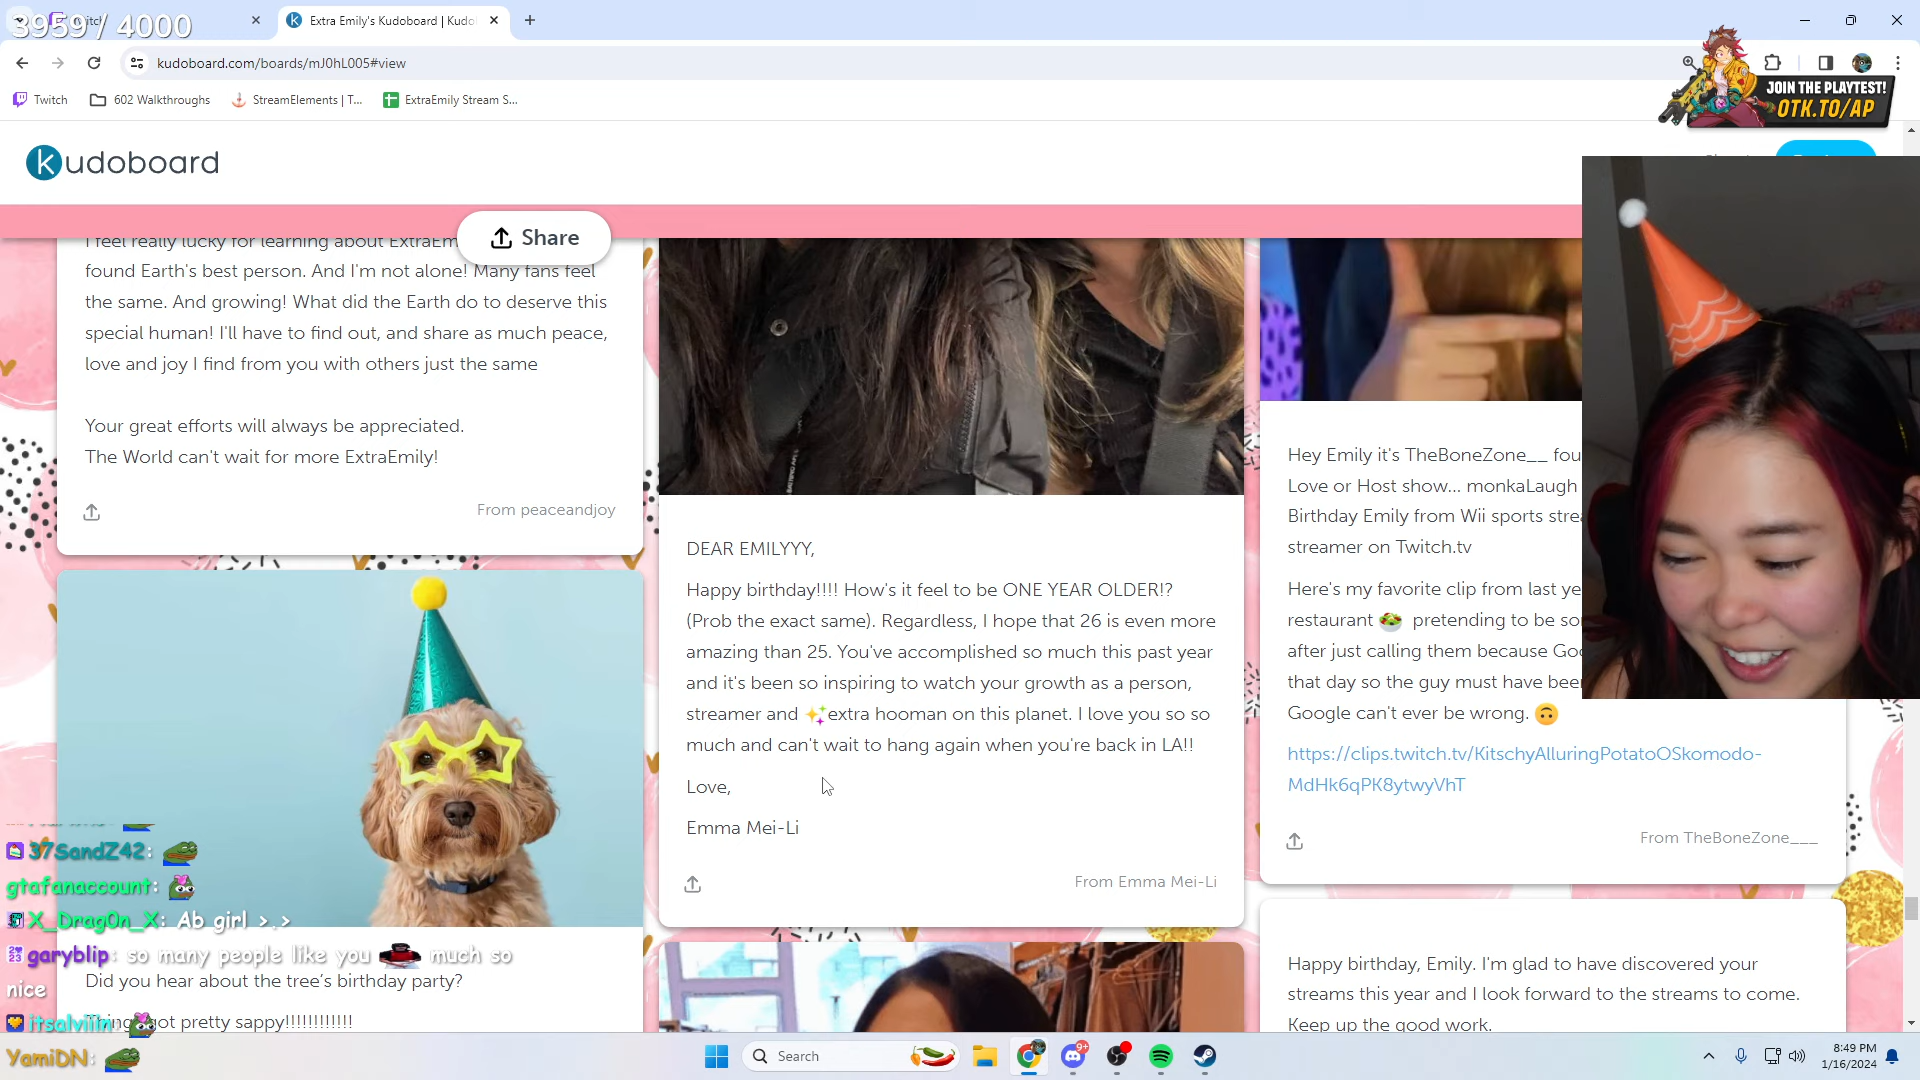 3959 / 4000
Extra Emily's Kudoboard | Kudo
kudoboard.com/boards/mJ0hL005#view
Twitch
602 Walkthroughs
StreamElements | T...
ExtraEmily Stream S...
JOIN THE PLAYTEST!
OTK.TO/AP
kudoboard
Share
I feel really lucky for learning about ExtraEm
found Earth's best person. And I'm not alone! Many fans feel
the same. And growing! What did the Earth do to deserve this
special human! I'll have to find out, and share as much peace,
love and joy I find from you with others just the same
Your great efforts will always be appreciated.
The World can't wait for more ExtraEmily!
From peaceandjoy
DEAR EMILYYY,
Happy birthday!!!! How's it feel to be ONE YEAR OLDER!?
(Prob the exact same). Regardless, I hope that 26 is even more
amazing than 25. You've accomplished so much this past year
and it's been so inspiring to watch your growth as a person,
streamer and ✨extra hooman on this planet. I love you so so
much and can't wait to hang again when you're back in LA!!
Love,
Emma Mei-Li
From Emma Mei-Li
Hey Emily it's TheBoneZone__ fou
Love or Host show... monkaLaugh
Birthday Emily from Wii sports stre
streamer on Twitch.tv
Here's my favorite clip from last ye
restaurant 🥗 pretending to be so
after just calling them because Goo
that day so the guy must have bee
Google can't ever be wrong. 🙃
https://clips.twitch.tv/KitschyAlluringPotatoOSkomodo-
MdHk6qPK8ytwyVhT
From TheBoneZone___
Happy birthday, Emily. I'm glad to have discovered your
streams this year and I look forward to the streams to come.
Keep up the good work.
37SandZ42:
gtafanaccount:
X_Drag0n_X: Ab girl >.>
garyblip: so many people like you much so
nice
Did you hear about the tree's birthday party?
itsalviiin:
got pretty sappy!!!!!!!!!!!!
YamiDN:
Search
9+
8:49 PM
1/16/2024